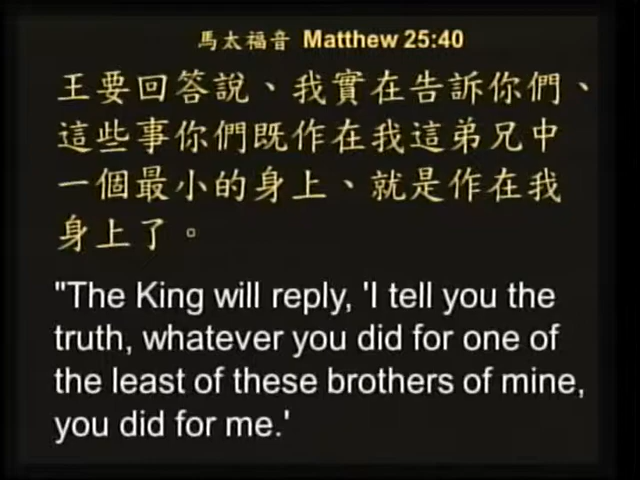 馬太福音 Matthew 25:40
王要回答說、我實在告訴你們、
這些事你們既作在我這弟兄中
一個最小的身上、就是作在我
身上了。
"The King will reply, 'I tell you the
truth, whatever you did for one of
the least of these brothers of mine,
you did for me.'